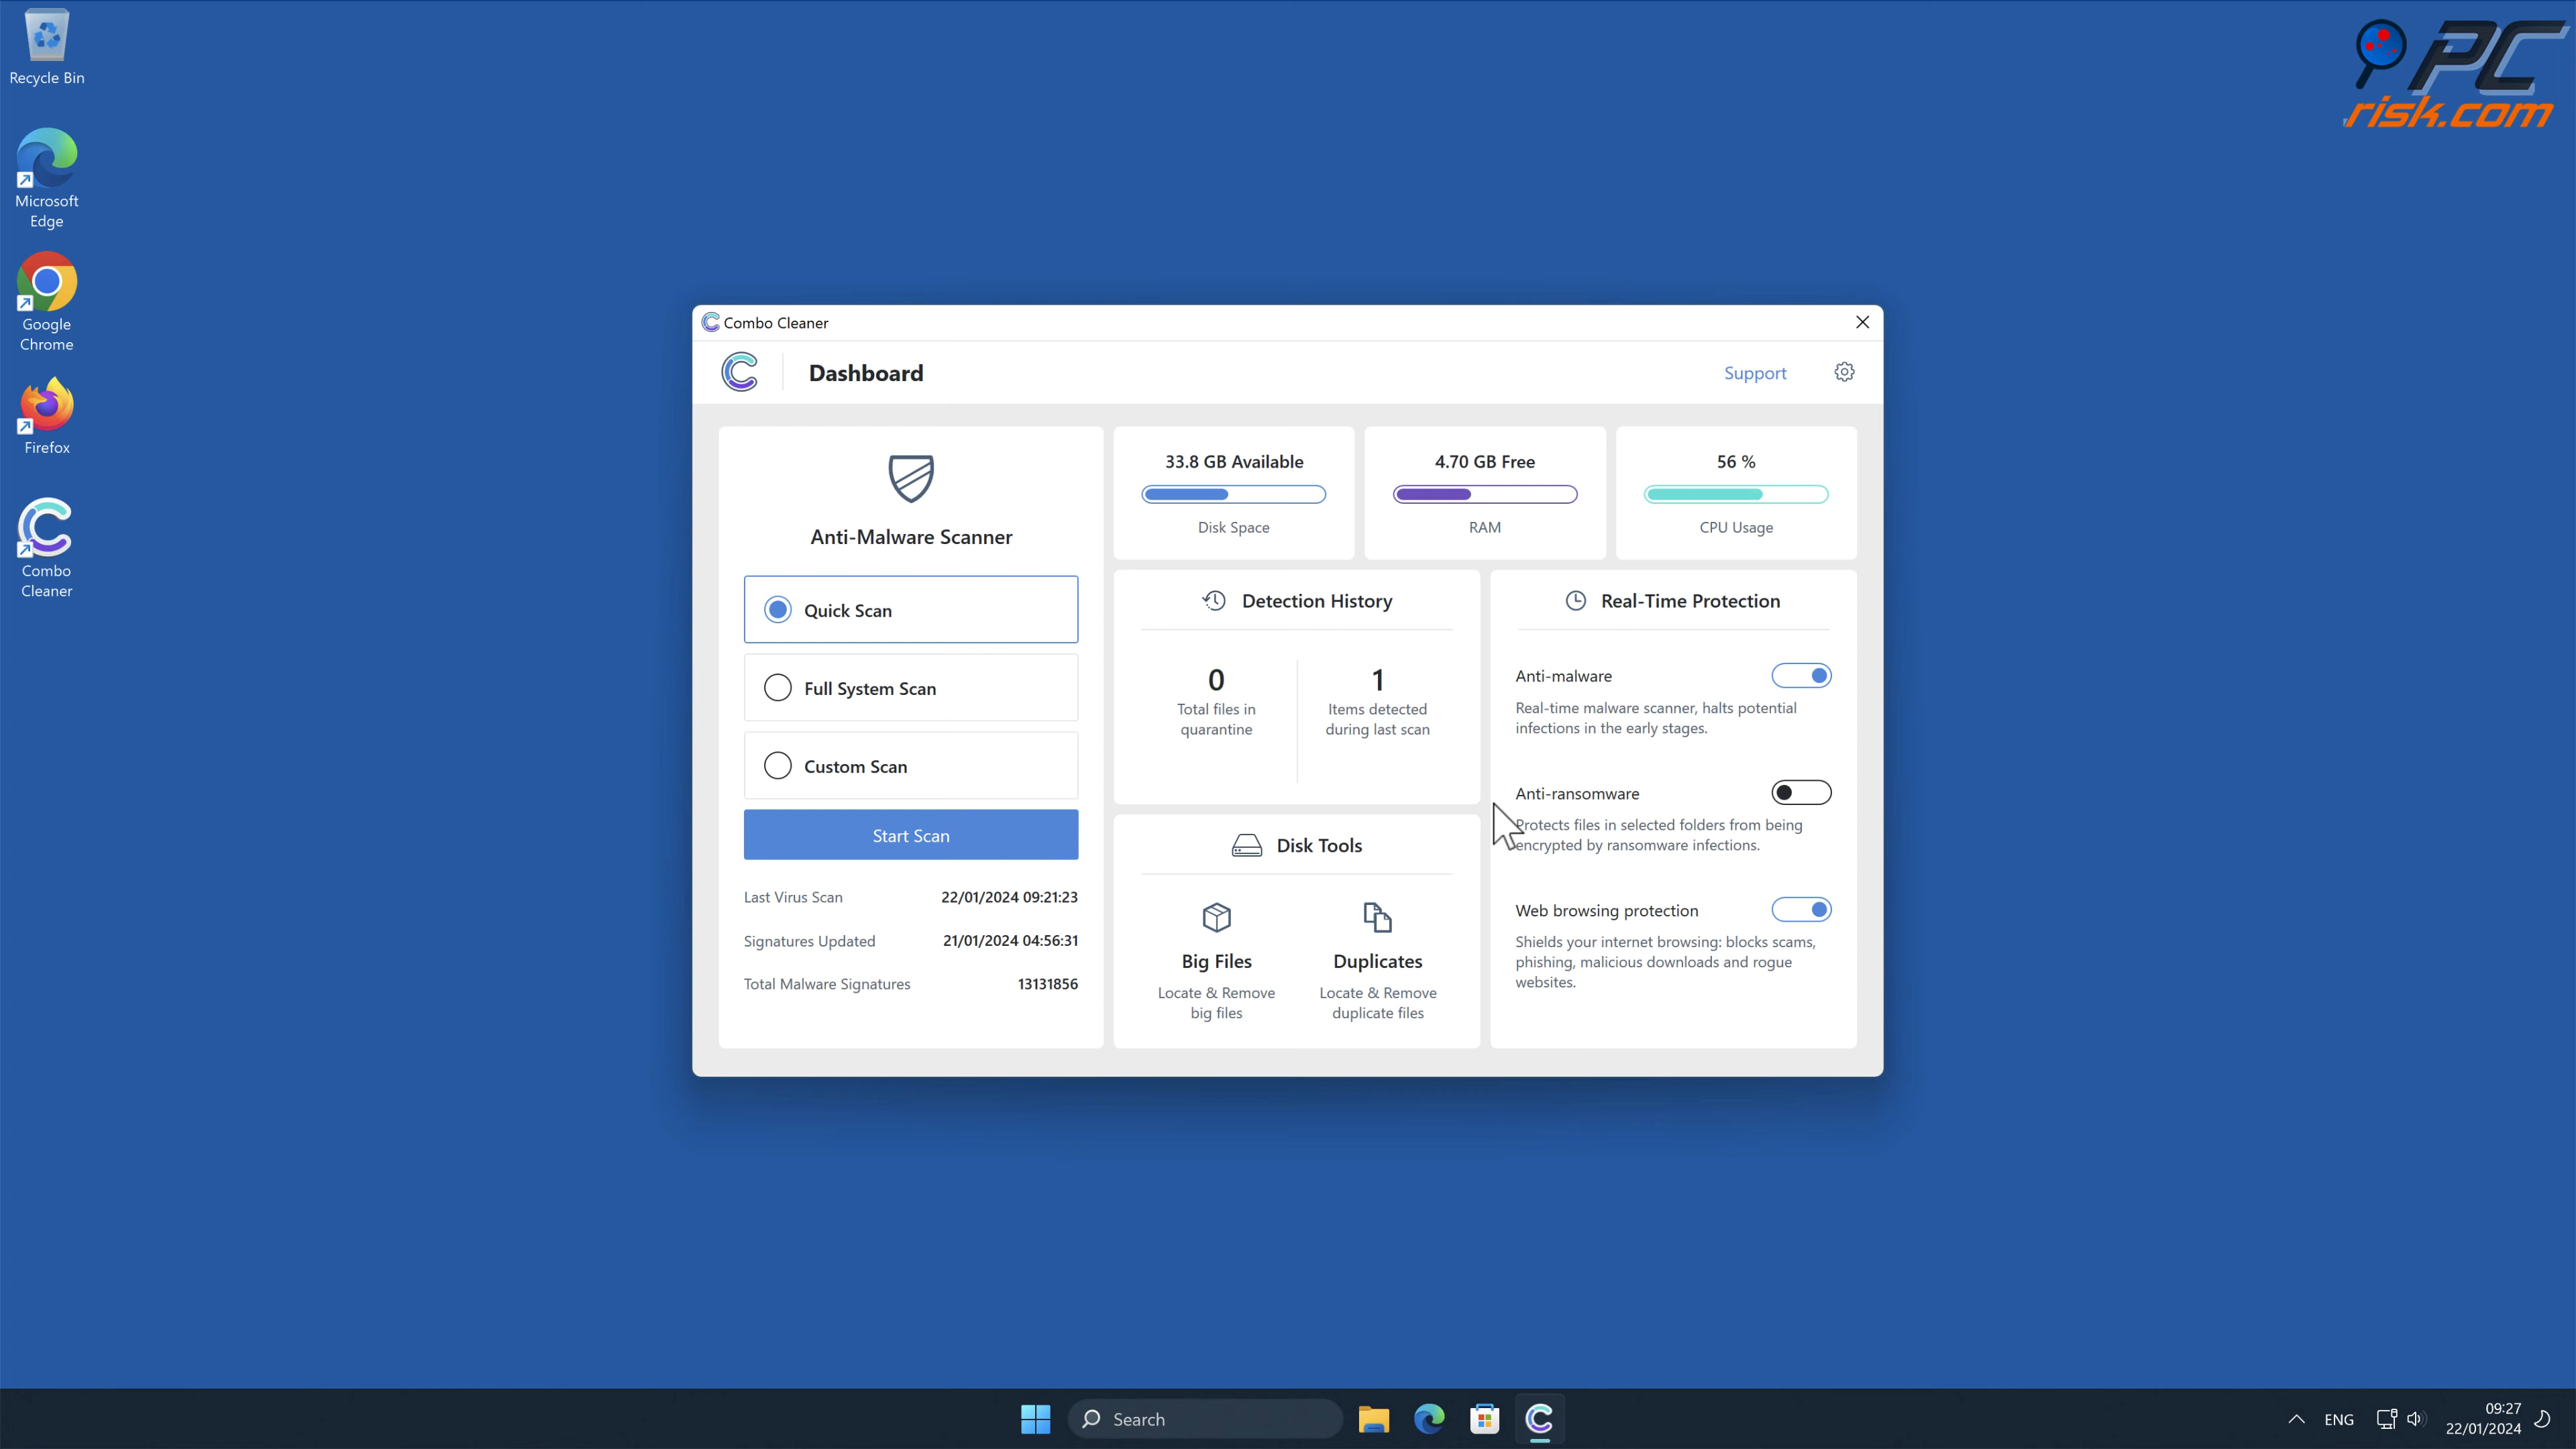 Recycle Bin
Microsoft
Edge
Google
Chrome
Firefox
Combo
Cleaner
PC
risk.com
Combo Cleaner
Dashboard
Support
Anti-Malware Scanner
Quick Scan
Full System Scan
Custom Scan
Start Scan
Last Virus Scan 22/01/2024 09:21:23
Signatures Updated 21/01/2024 04:56:31
Total Malware Signatures 13131856
33.8 GB Available
Disk Space
4.70 GB Free
RAM
56 %
CPU Usage
Detection History
0
Total files in
quarantine
1
Items detected
during last scan
Disk Tools
Big Files
Locate & Remove
big files
Duplicates
Locate & Remove
duplicate files
Real-Time Protection
Anti-malware
Real-time malware scanner, halts potential
infections in the early stages.
Anti-ransomware
Protects files in selected folders from being
encrypted by ransomware infections.
Web browsing protection
Shields your internet browsing: blocks scams,
phishing, malicious downloads and rogue
websites.
Search
ENG
09:27
22/01/2024